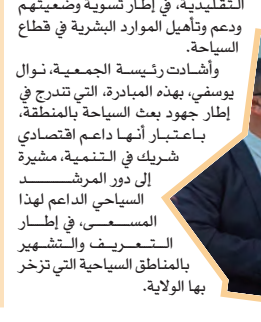 التقليدية، في إطار تسوية وضعيتهم
ودعم وتأهيل الموارد البشرية في قطاع
السياحة.
وأشادت رئيسة الجمعية، نوال
يوسفي، بهذه المبادرة، التي تندرج في
إطار جهود بعث السياحة بالمنطقة،
باعتبار أنها داعم اقتصادي
شريك في التنمية، مشيرة
إلى دور المرشد
السياحي الداعم لهذا
المسعى، في إطار
التعريف والتشهير
بالمناطق السياحية التي تزخر
بها الولاية.